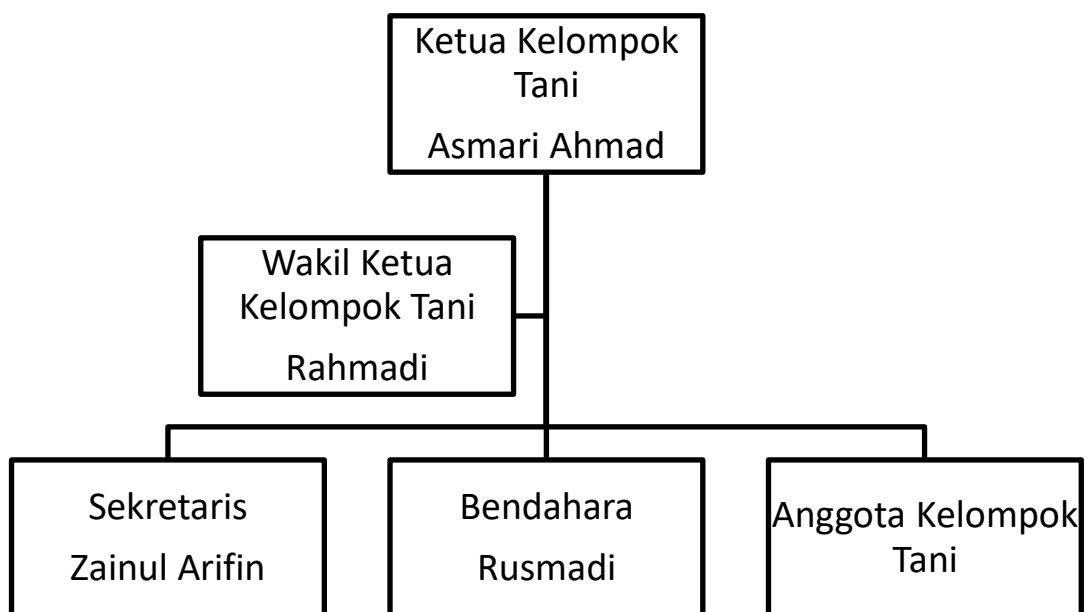 Ketua Kelompok
Tani
Asmari Ahmad
Wakil Ketua
Kelompok Tani
Rahmadi
Sekretaris
Zainul Arifin
Bendahara
Rusmadi
Anggota Kelompok
Tani